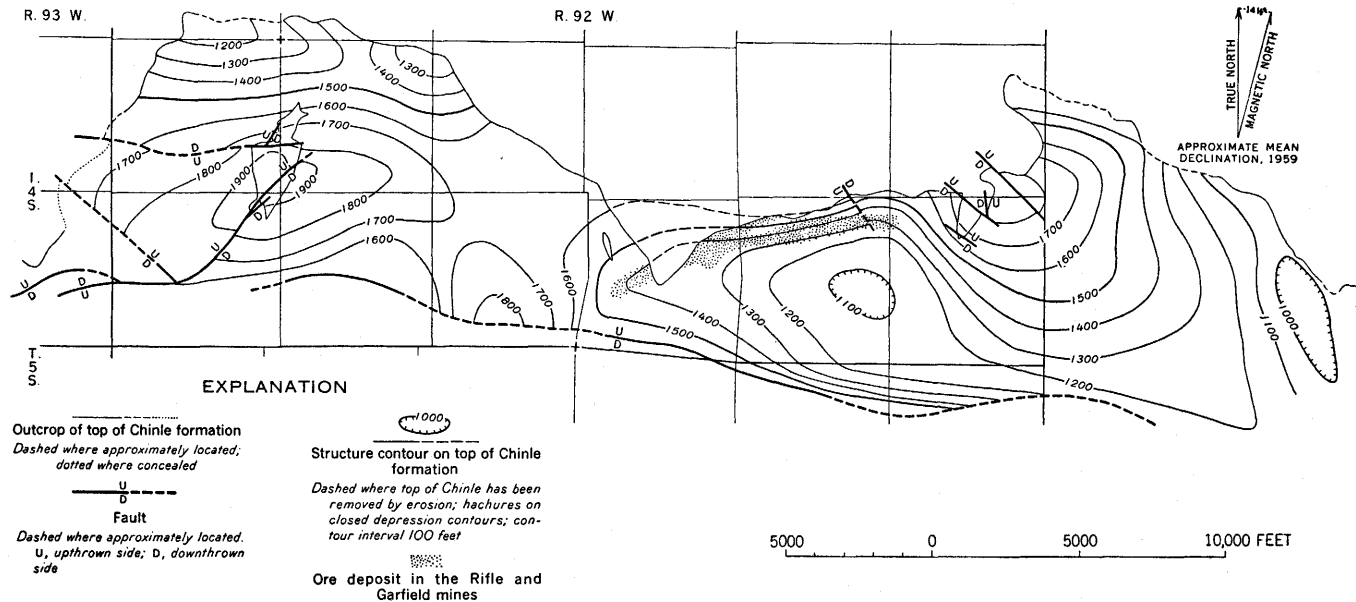 R. 93 W.
R. 92 W.
TRUE NORTH
MAGNETIC NORTH
APPROXIMATE MEAN
DECLINATION, 1959
1200
1300
1400
1300
1400
1500
1600
1700
U
D
D
U
1700
1800
1900
U
D
1900
1800
1700
1600
D
U
D
U
D
U
D
D
U
U
D
T.
4
S.
1600
1700
1800
U
D
1400
1300
1200
1500
1100
U
D
U
D
D
U
D
U
U
D
1700
1600
1500
1400
1300
1200
1100
1000
T.
5
S.
EXPLANATION
Outcrop of top of Chinle formation
Dashed where approximately located;
dotted where concealed
U
D
Fault
Dashed where approximately located.
U, upthrown side; D, downthrown
side
1000
Structure contour on top of Chinle
formation
Dashed where top of Chinle has been
removed by erosion; hachures on
closed depression contours; con-
tour interval 100 feet
Ore deposit in the Rifle and
Garfield mines
5000 0 5000 10,000 FEET